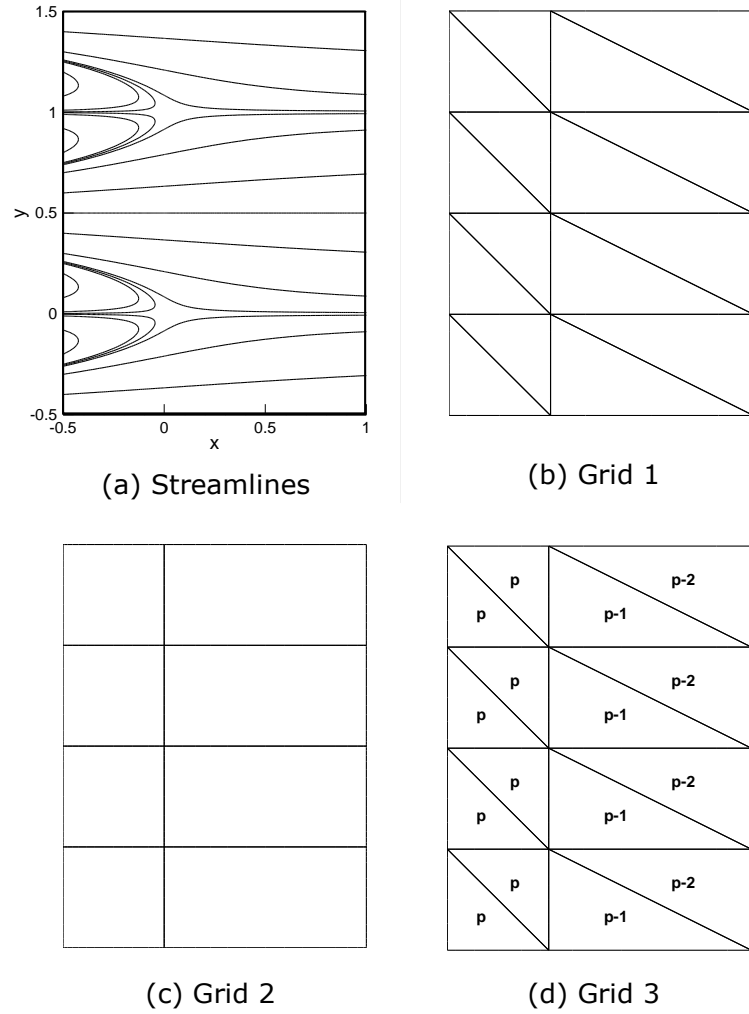 1.5
1
0.5
0
-0.5
y
-0.5 0 0.5 1
x
(a) Streamlines
(b) Grid 1
(c) Grid 2
p p-2
p p-1
p p-2
p p-1
p p-2
p p-1
p p-2
p p-1
(d) Grid 3